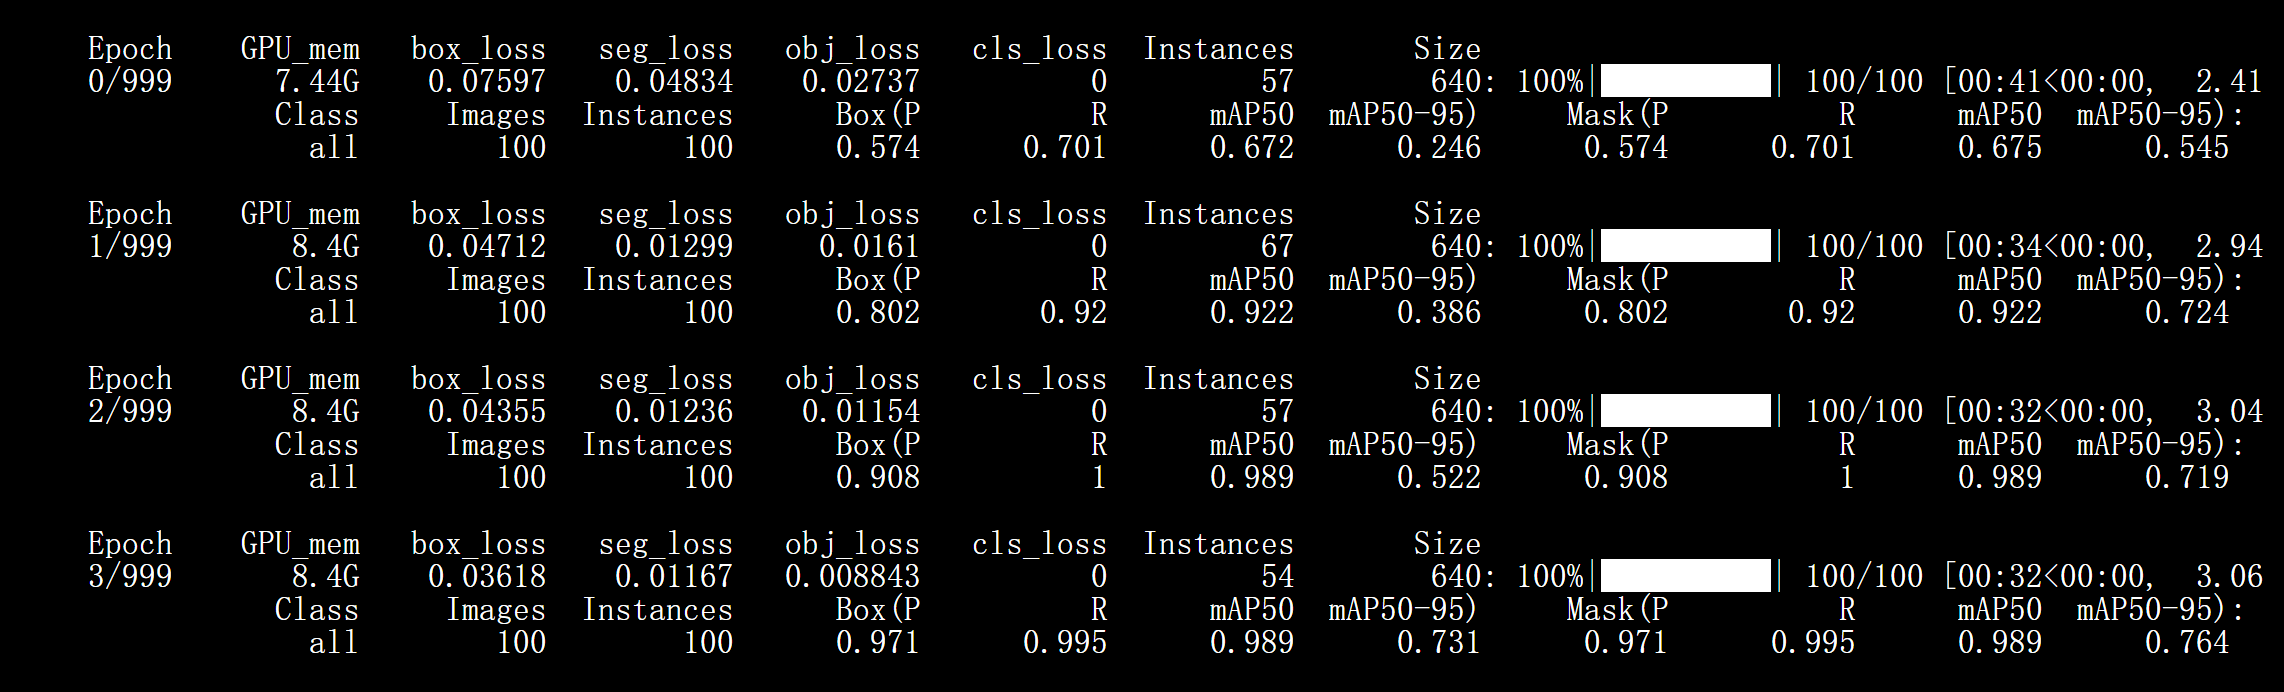 Epoch GPU_mem box_loss seg_loss obj_loss cls_loss Instances Size
0/999 7.44G 0.07597 0.04834 0.02737 0 57 640: 100%| | 100/100 [00:41<00:00, 2.41
Class Images Instances Box(P R mAP50 mAP50-95) Mask(P R mAP50 mAP50-95):
all 100 100 0.574 0.701 0.672 0.246 0.574 0.701 0.675 0.545
Epoch GPU_mem box_loss seg_loss obj_loss cls_loss Instances Size
1/999 8.4G 0.04712 0.01299 0.0161 0 67 640: 100%| | 100/100 [00:34<00:00, 2.94
Class Images Instances Box(P R mAP50 mAP50-95) Mask(P R mAP50 mAP50-95):
all 100 100 0.802 0.92 0.922 0.386 0.802 0.92 0.922 0.724
Epoch GPU_mem box_loss seg_loss obj_loss cls_loss Instances Size
2/999 8.4G 0.04355 0.01236 0.01154 0 57 640: 100%| | 100/100 [00:32<00:00, 3.04
Class Images Instances Box(P R mAP50 mAP50-95) Mask(P R mAP50 mAP50-95):
all 100 100 0.908 1 0.989 0.522 0.908 1 0.989 0.719
Epoch GPU_mem box_loss seg_loss obj_loss cls_loss Instances Size
3/999 8.4G 0.03618 0.01167 0.008843 0 54 640: 100%| | 100/100 [00:32<00:00, 3.06
Class Images Instances Box(P R mAP50 mAP50-95) Mask(P R mAP50 mAP50-95):
all 100 100 0.971 0.995 0.989 0.731 0.971 0.995 0.989 0.764